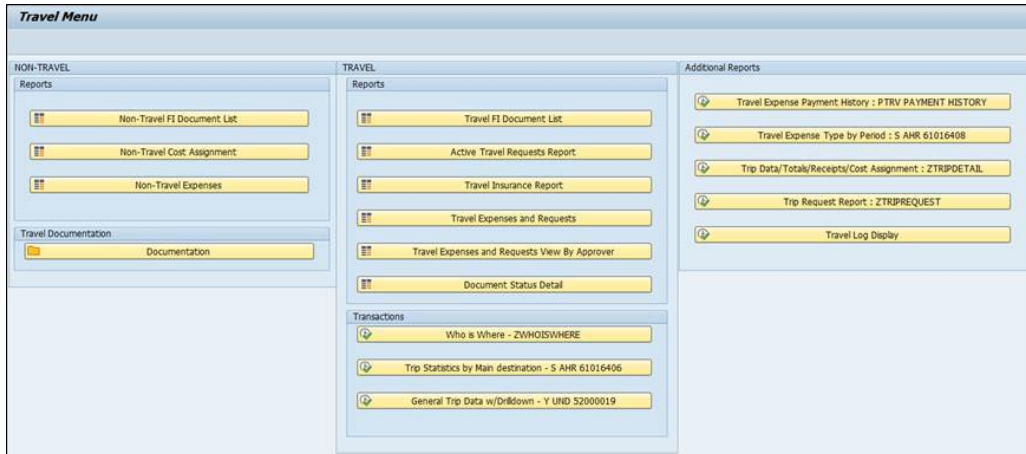 Travel Menu
NON-TRAVEL
Reports
Non-Travel FI Document List
Non-Travel Cost Assignment
Non-Travel Expenses
Travel Documentation
Documentation
TRAVEL
Reports
Travel FI Document List
Active Travel Requests Report
Travel Insurance Report
Travel Expenses and Requests
Travel Expenses and Requests View By Approver
Document Status Detail
Transactions
Who is Where - ZWHOISWHERE
Trip Statistics by Main destination - S AHR 61016406
General Trip Data w/Drilldown - Y UND 52000019
Additional Reports
Travel Expense Payment History : PTRV PAYMENT HISTORY
Travel Expense Type by Period : S AHR 61016408
Trip Data/Totals/Receipts/Cost Assignment : ZTRIPDETAIL
Trip Request Report : ZTRIPREQUEST
Travel Log Display